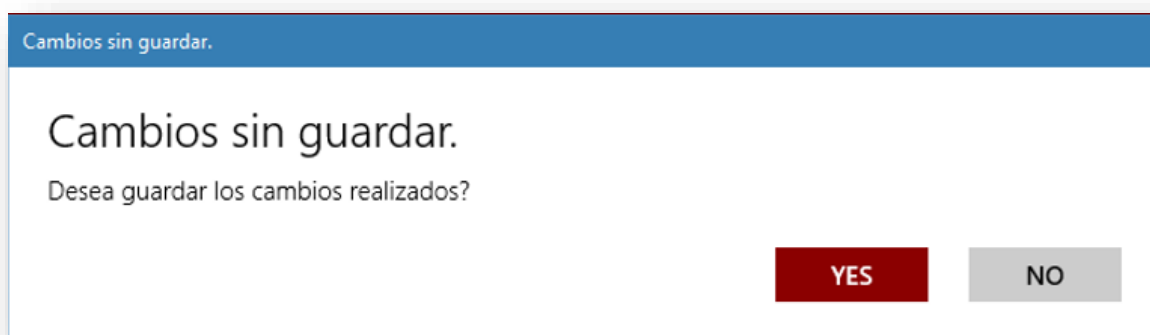 Cambios sin guardar.
Cambios sin guardar.
Desea guardar los cambios realizados?
YES NO